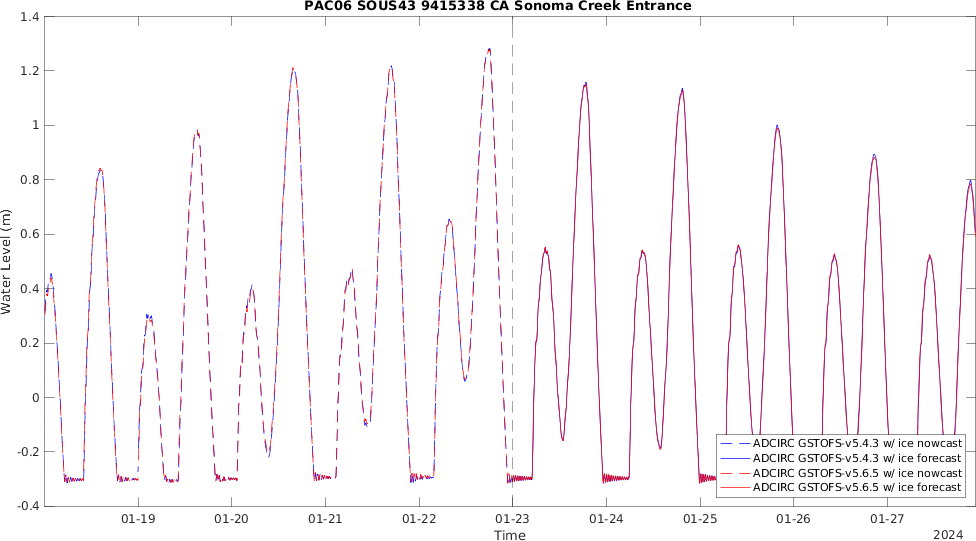 PAC06 SOUS43 9415338 CA Sonoma Creek Entrance
Water Level (m)
1.4
1.2
1
0.8
0.6
0.4
0.2
0
-0.2
-0.4
ADCIRC GSTOFS-v5.4.3 w/ ice nowcast
ADCIRC GSTOFS-v5.4.3 w/ ice forecast
ADCIRC GSTOFS-v5.6.5 w/ ice nowcast
ADCIRC GSTOFS-v5.6.5 w/ ice forecast
01-19 01-20 01-21 01-22 01-23 01-24 01-25 01-26 01-27
Time
2024